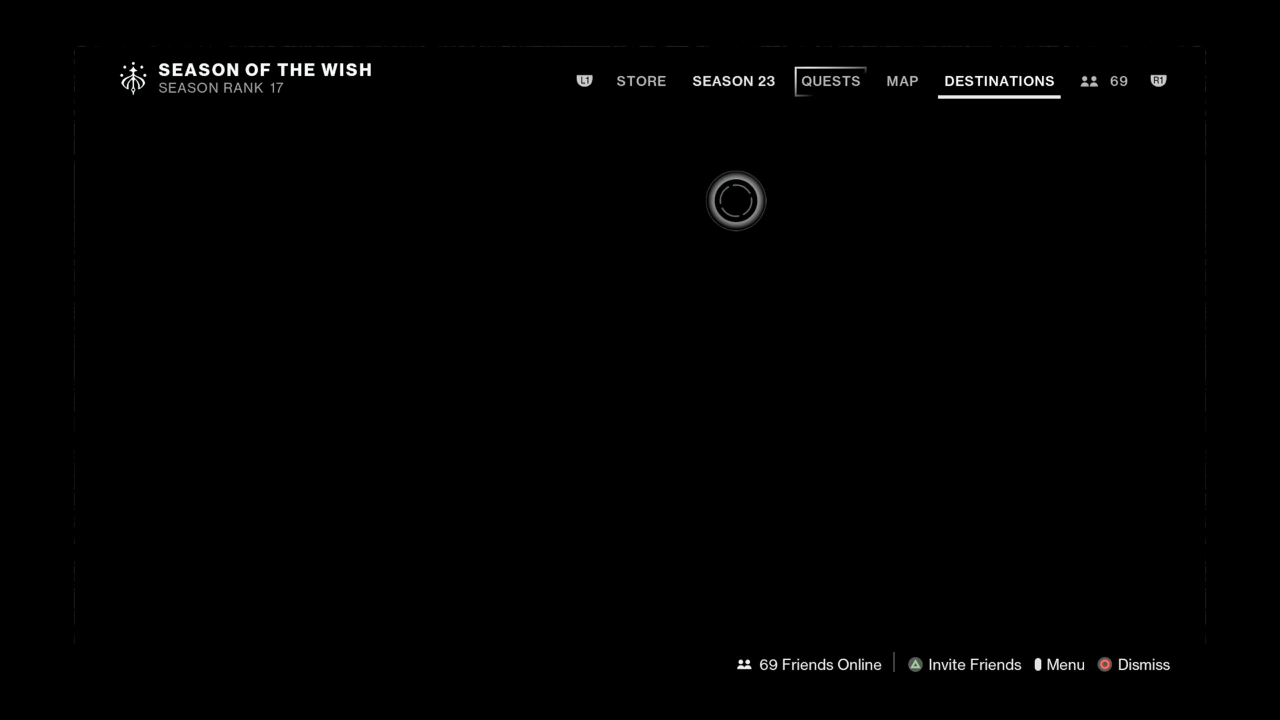 SEASON OF THE WISH
SEASON RANK 17
L1 STORE SEASON 23 QUESTS MAP DESTINATIONS 69 R1
69 Friends Online Invite Friends Menu Dismiss